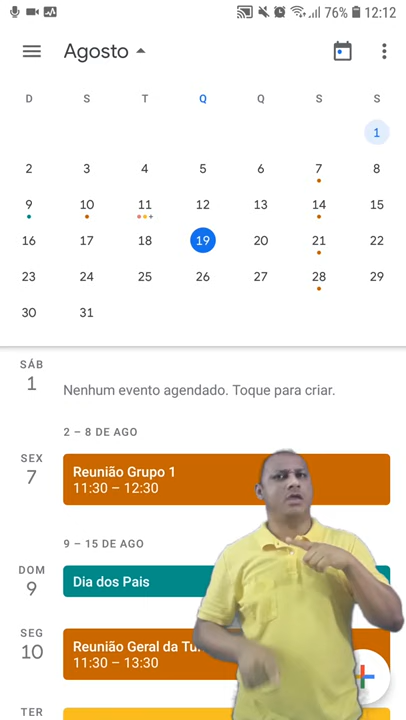 76% 12:12
Agosto
D S T Q Q S S
1
2 3 4 5 6 7 8
9 10 11 12 13 14 15
16 17 18 19 20 21 22
23 24 25 26 27 28 29
30 31
SÁB
1
Nenhum evento agendado. Toque para criar.
2 – 8 DE AGO
SEX
7
Reunião Grupo 1
11:30 – 12:30
9 – 15 DE AGO
DOM
9
Dia dos Pais
SEG
10
Reunião Geral da
11:30 – 13:30
TER